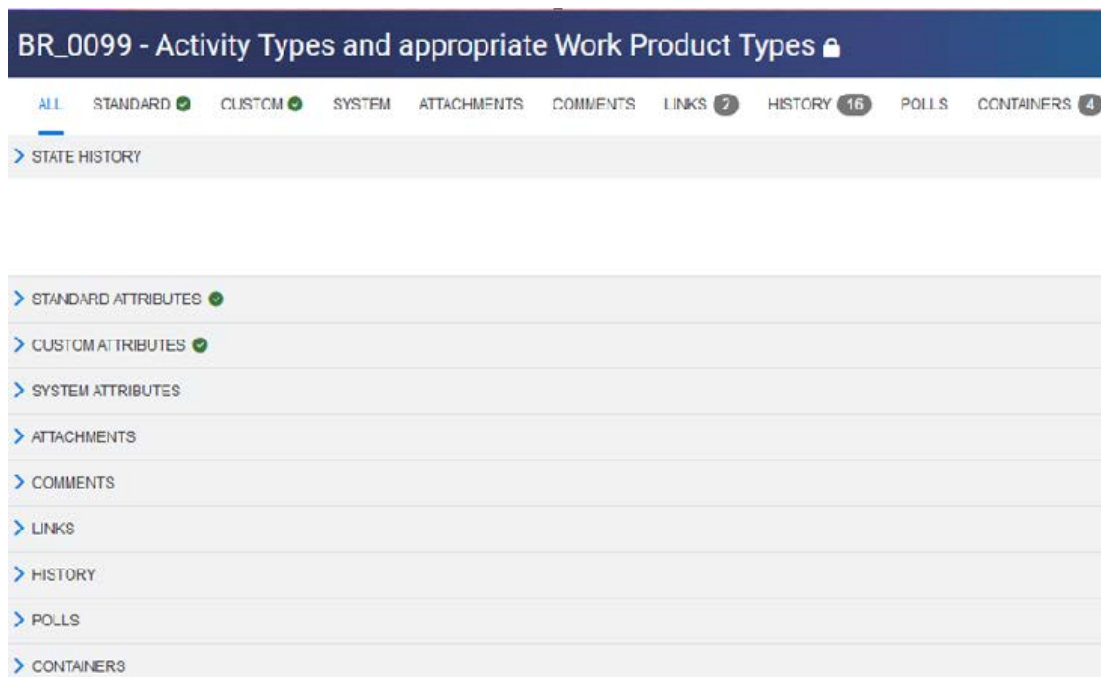 BR_0099 - Activity Types and appropriate Work Product Types
ALL STANDARD CUSTOM SYSTEM ATTACHMENTS COMMENTS LINKS 2 HISTORY 16 POLLS CONTAINERS 4
STATE HISTORY
STANDARD ATTRIBUTES
CUSTOM ATTRIBUTES
SYSTEM ATTRIBUTES
ATTACHMENTS
COMMENTS
LINKS
HISTORY
POLLS
CONTAINERS